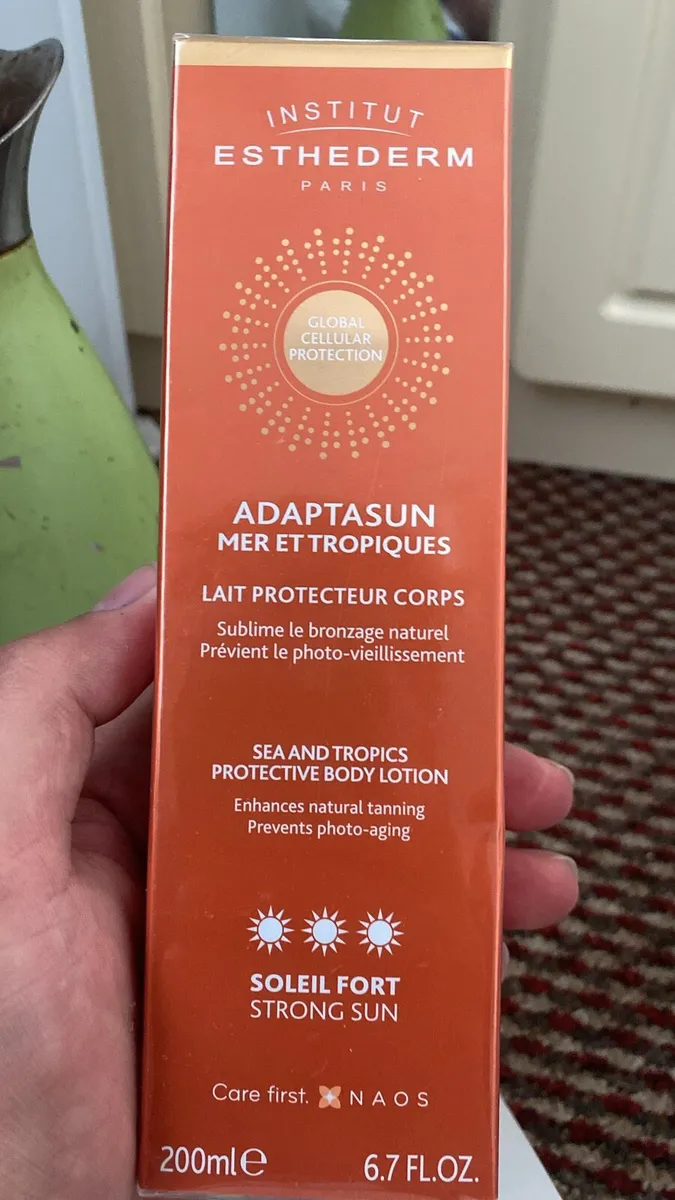 INSTITUT
ESTHEDERM
PARIS
GLOBAL
CELLULAR
PROTECTION
ADAPTASUN
MER ET TROPIQUES
LAIT PROTECTEUR CORPS
Sublime le bronzage naturel
Prévient le photo-vieillissement
SEA AND TROPICS
PROTECTIVE BODY LOTION
Enhances natural tanning
Prevents photo-aging
SOLEIL FORT
STRONG SUN
Care first. NAOS
200ml℮ 6.7 FL.OZ.